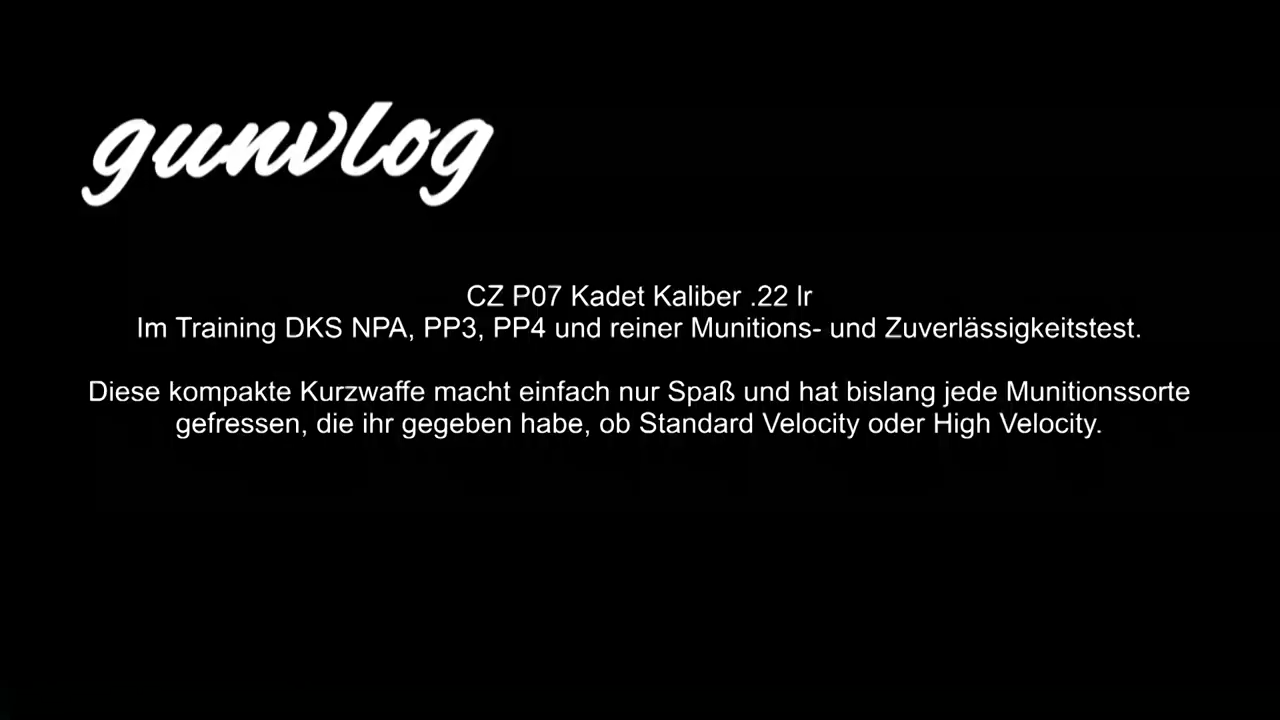 gunvlog
CZ P07 Kadet Kaliber .22 lr
Im Training DKS NPA, PP3, PP4 und reiner Munitions- und Zuverlässigkeitstest.
Diese kompakte Kurzwaffe macht einfach nur Spaß und hat bislang jede Munitionssorte
gefressen, die ihr gegeben habe, ob Standard Velocity oder High Velocity.